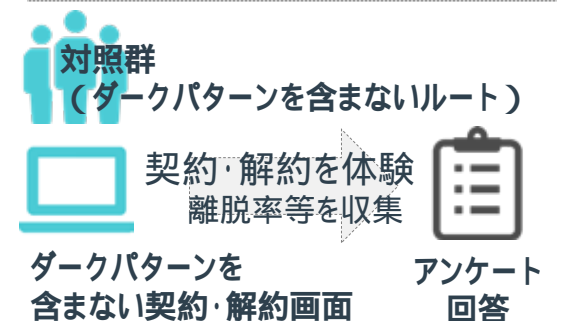 対照群
（ダークパターンを含まないルート）
契約･解約を体験
離脱率等を収集
ダークパターンを
含まない契約･解約画面
アンケート
回答